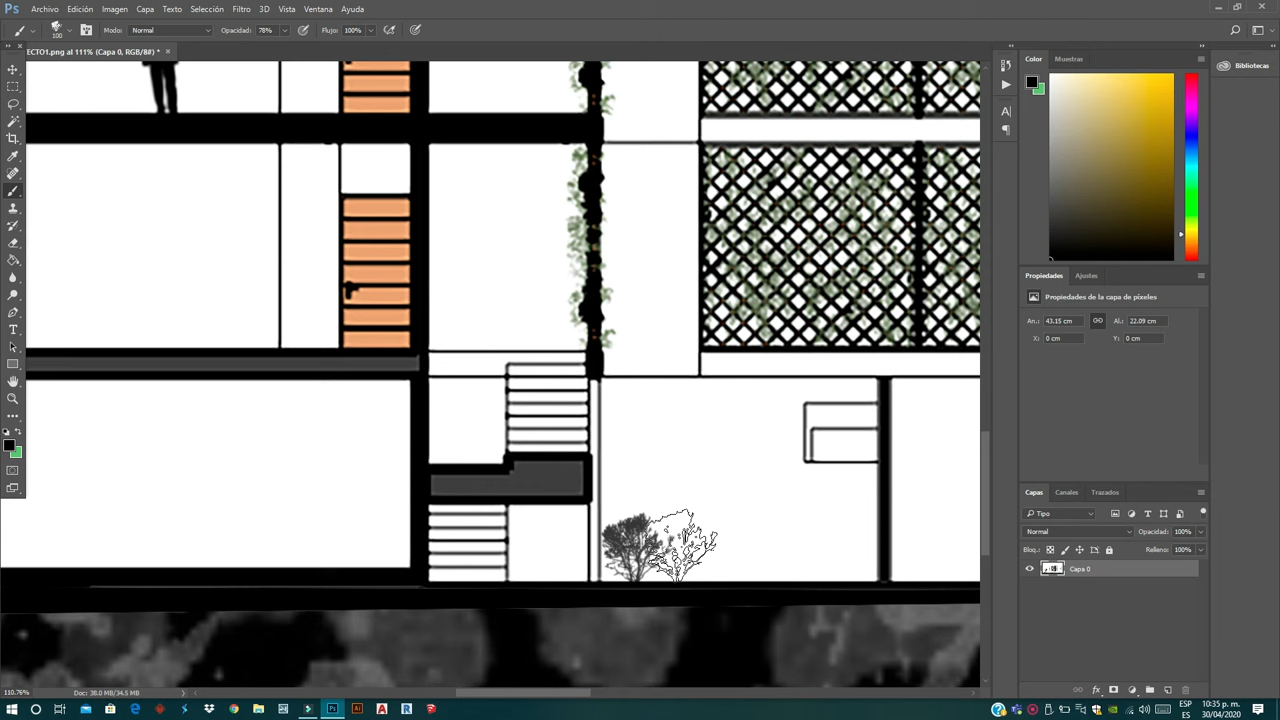 Ps Archivo Edición Imagen Capa Texto Selección Filtro 3D Vista Ventana Ayuda
100 Modo: Normal Opacidad: 78% Flujo: 100%
ECTO1.png al 111% (Capa 0, RGB/8#) * ×
Color Muestras
Bibliotecas
Propiedades Ajustes
Propiedades de la capa de píxeles
An.: 43.15 cm Al.: 22.09 cm
X: 0 cm Y: 0 cm
Capas Canales Trazados
Tipo
Normal Opacidad: 100%
Bloq.: Relleno: 100%
Capa 0
110.76% Doc: 38.0 MB/34.5 MB
ESP 10:35 p. m.
ES 30/04/2020